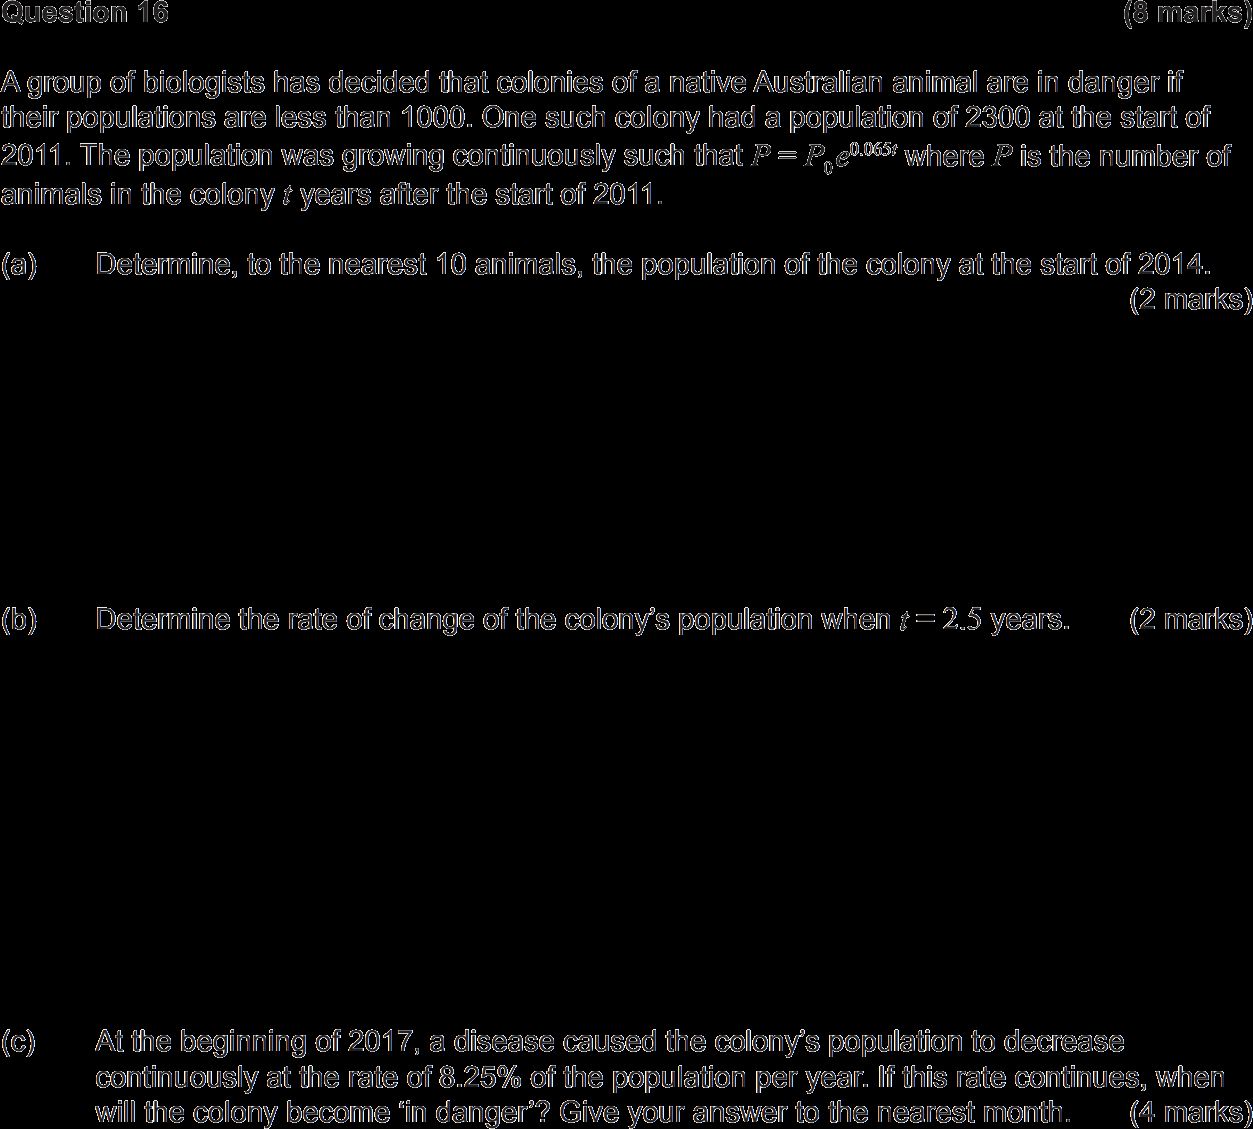 Question 16 (8 marks)
A group of biologists has decided that colonies of a native Australian animal are in danger if
their populations are less than 1000. One such colony had a population of 2300 at the start of
2011. The population was growing continuously such that P = P₀e^{0.065t} where P is the number of
animals in the colony t years after the start of 2011.
(a) Determine, to the nearest 10 animals, the population of the colony at the start of 2014.
(2 marks)
(b) Determine the rate of change of the colony’s population when t = 2.5 years. (2 marks)
(c) At the beginning of 2017, a disease caused the colony’s population to decrease
continuously at the rate of 8.25% of the population per year. If this rate continues, when
will the colony become ‘in danger’? Give your answer to the nearest month. (4 marks)